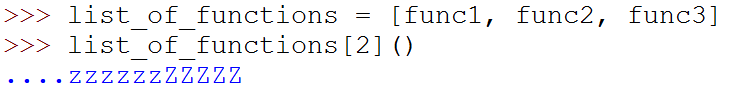 >>> list_of_functions = [func1, func2, func3]
>>> list_of_functions[2]()
....zzzzzzZZZZZ